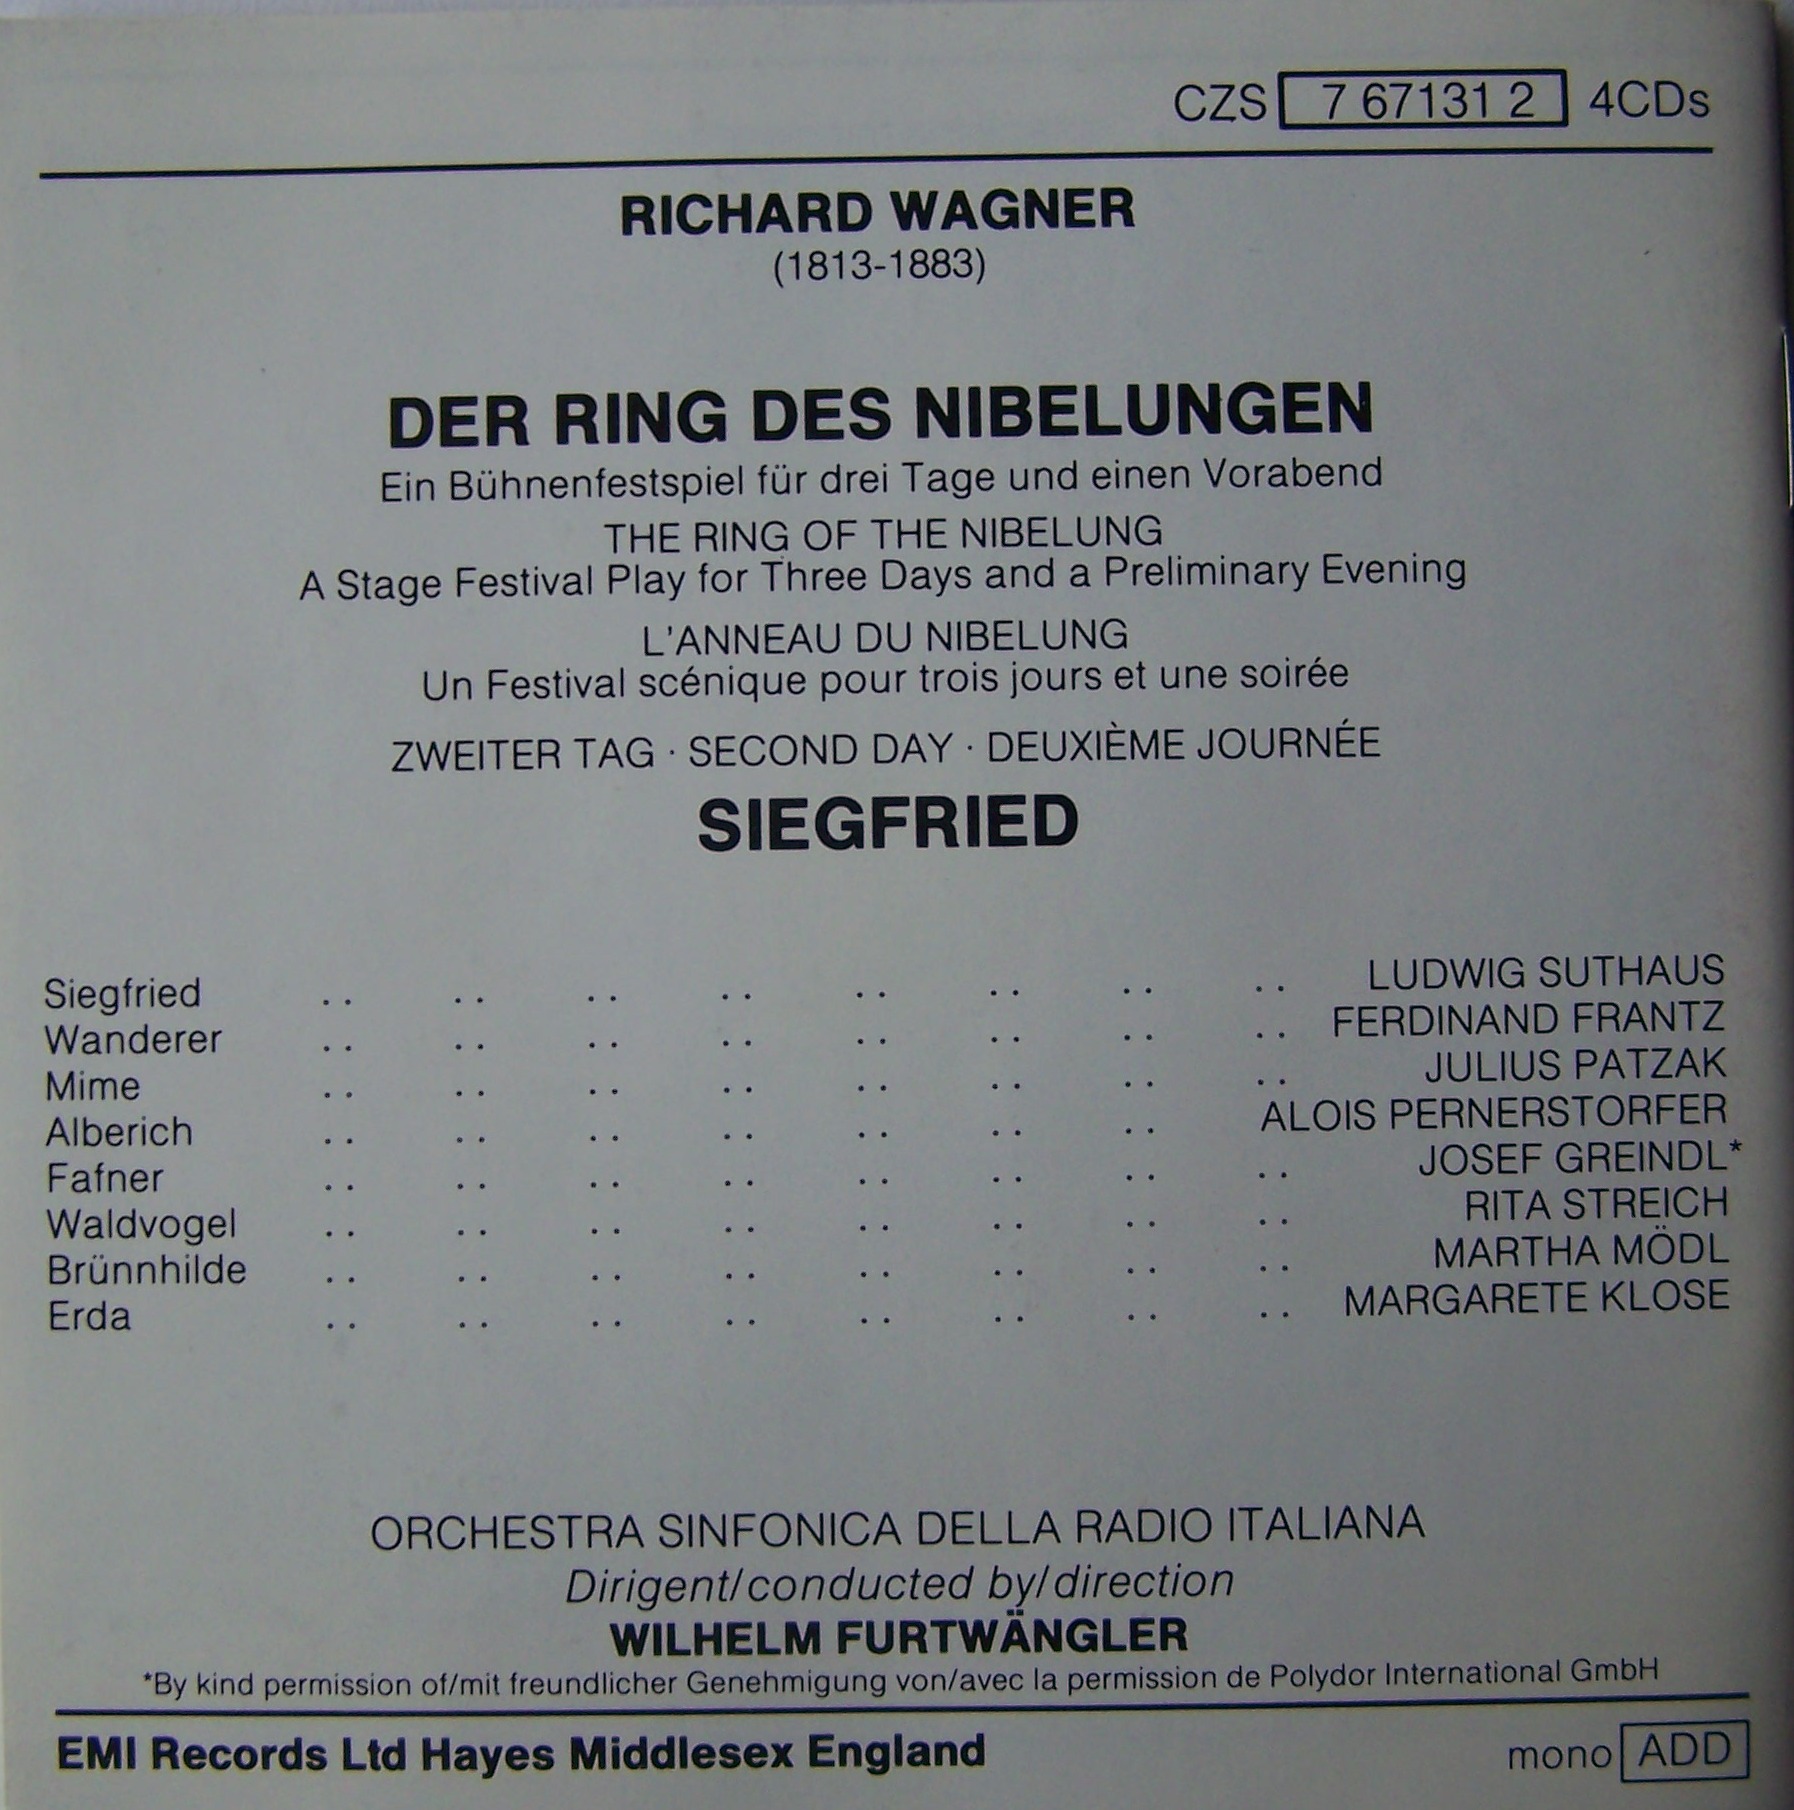 CZS 7 67131 2 4CDs
RICHARD WAGNER
(1813-1883)
DER RING DES NIBELUNGEN
Ein Bühnenfestspiel für drei Tage und einen Vorabend
THE RING OF THE NIBELUNG
A Stage Festival Play for Three Days and a Preliminary Evening
L'ANNEAU DU NIBELUNG
Un Festival scénique pour trois jours et une soirée
ZWEITER TAG · SECOND DAY · DEUXIÈME JOURNÉE
SIEGFRIED
Siegfried .. .. .. .. .. .. .. .. LUDWIG SUTHAUS
Wanderer .. .. .. .. .. .. .. .. FERDINAND FRANTZ
Mime .. .. .. .. .. .. .. .. JULIUS PATZAK
Alberich .. .. .. .. .. .. .. ALOIS PERNERSTORFER
Fafner .. .. .. .. .. .. .. .. JOSEF GREINDL*
Waldvogel .. .. .. .. .. .. .. .. RITA STREICH
Brünnhilde .. .. .. .. .. .. .. .. MARTHA MÖDL
Erda .. .. .. .. .. .. .. .. MARGARETE KLOSE
ORCHESTRA SINFONICA DELLA RADIO ITALIANA
Dirigent/conducted by/direction
WILHELM FURTWÄNGLER
*By kind permission of/mit freundlicher Genehmigung von/avec la permission de Polydor International GmbH
EMI Records Ltd Hayes Middlesex England mono ADD